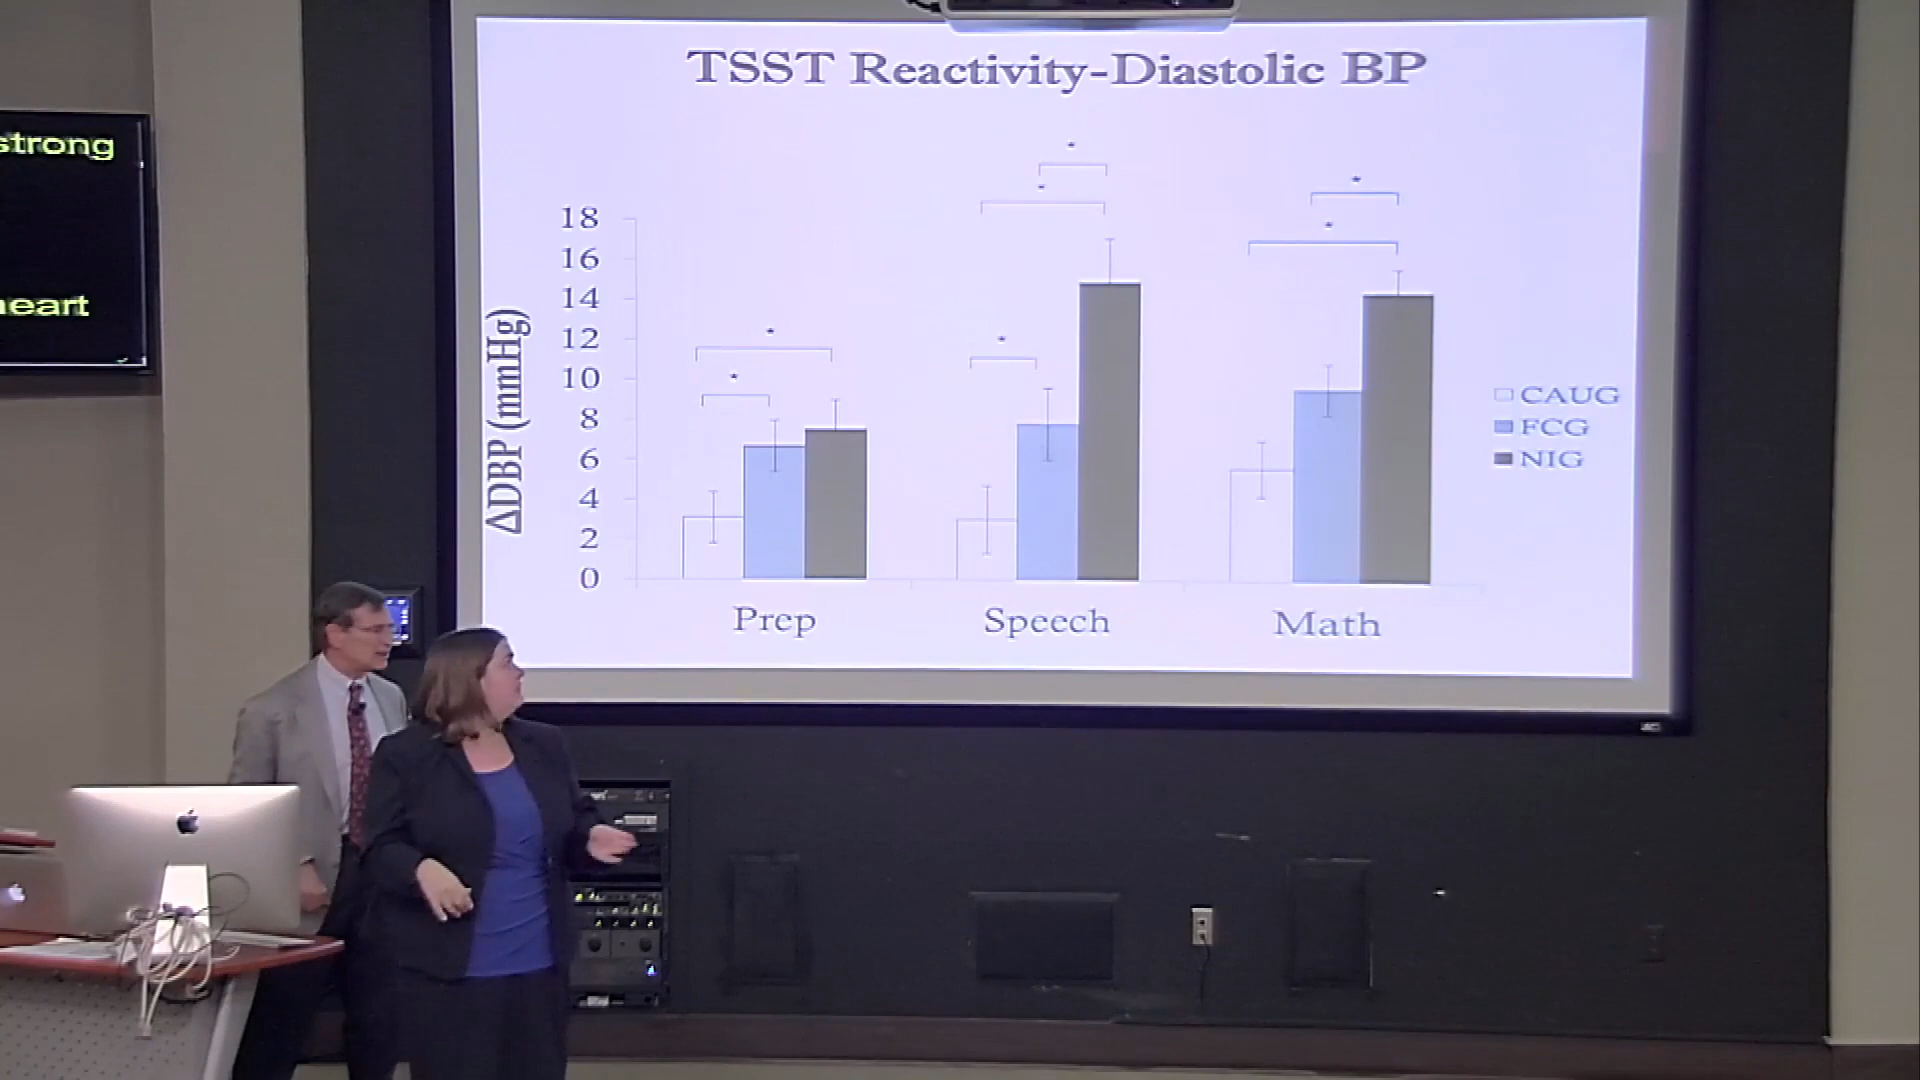 strong
heart
TSST Reactivity-Diastolic BP
*
*
*
*
*
*
*
18
16
14
12
10
8
6
4
2
0
ΔDBP (mmHg)
CAUG
FCG
NIG
Prep
Speech
Math